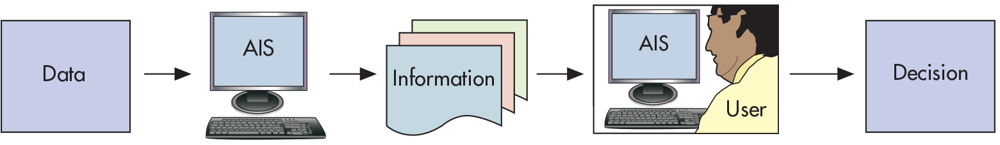 Data
AIS
Information
AIS
User
Decision